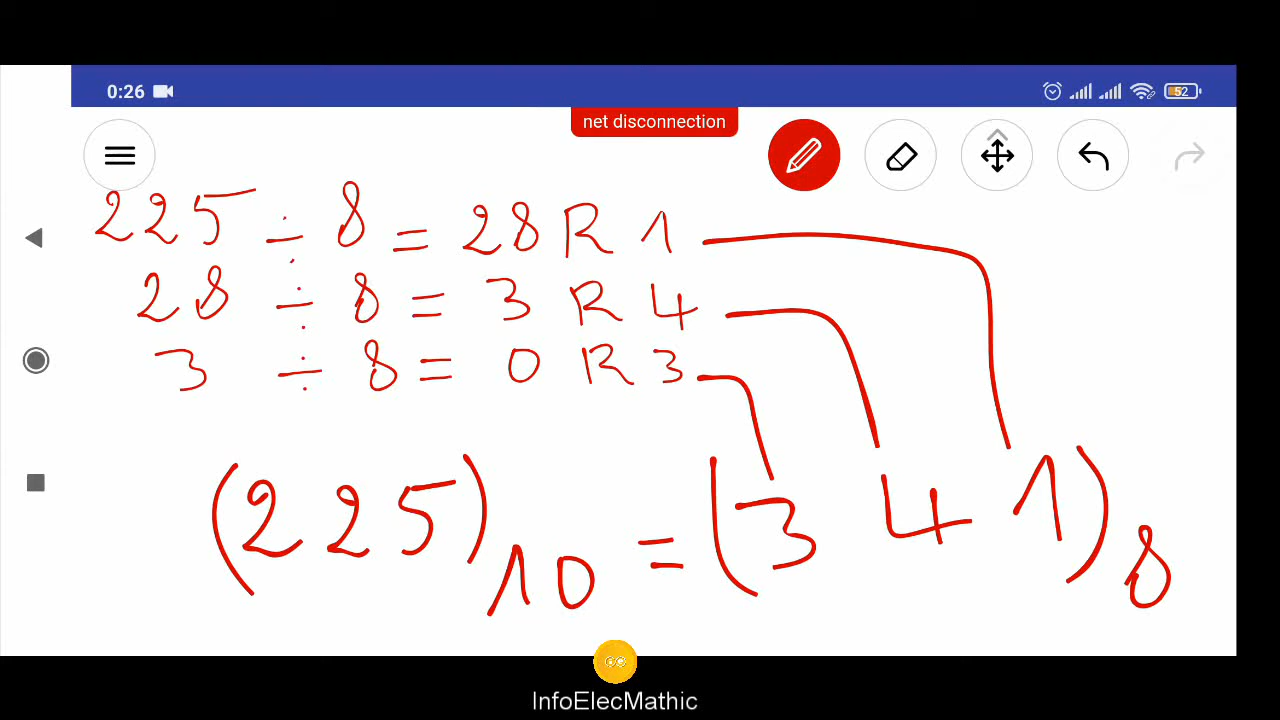 0:26 52
net disconnection
225 ÷ 8 = 28 R 1
28 ÷ 8 = 3 R 4
3 ÷ 8 = 0 R 3
(225)₁₀ = (3 4 1)₈
InfoElecMathic